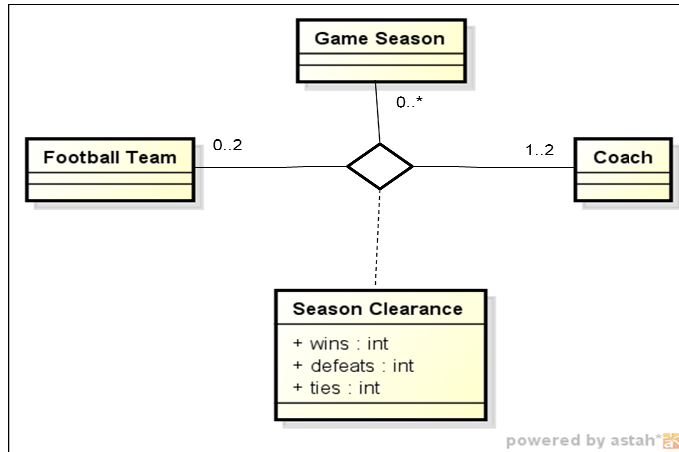 Game Season
0..*
Football Team
0..2
1..2
Coach
Season Clearance
+ wins : int
+ defeats : int
+ ties : int
powered by astah*